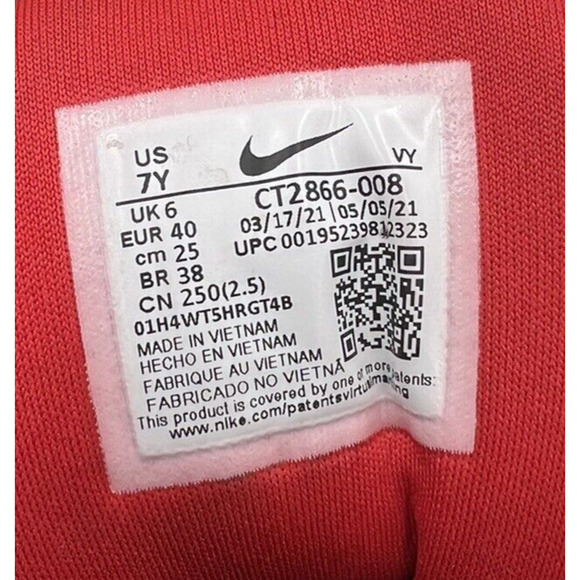 US
7Y
VY
UK 6
CT2866-008
EUR 40
03/17/21 | 05/05/21
cm 25
UPC 00195239812323
BR 38
CN 250(2.5)
01H4WT5HRGT4B
MADE IN VIETNAM
HECHO EN VIETNAM
FABRIQUE AU VIETNAM
FABRICADO NO VIETNÃ
This product is covered by one of more patents:
www.nike.com/patentsvirtualmarking